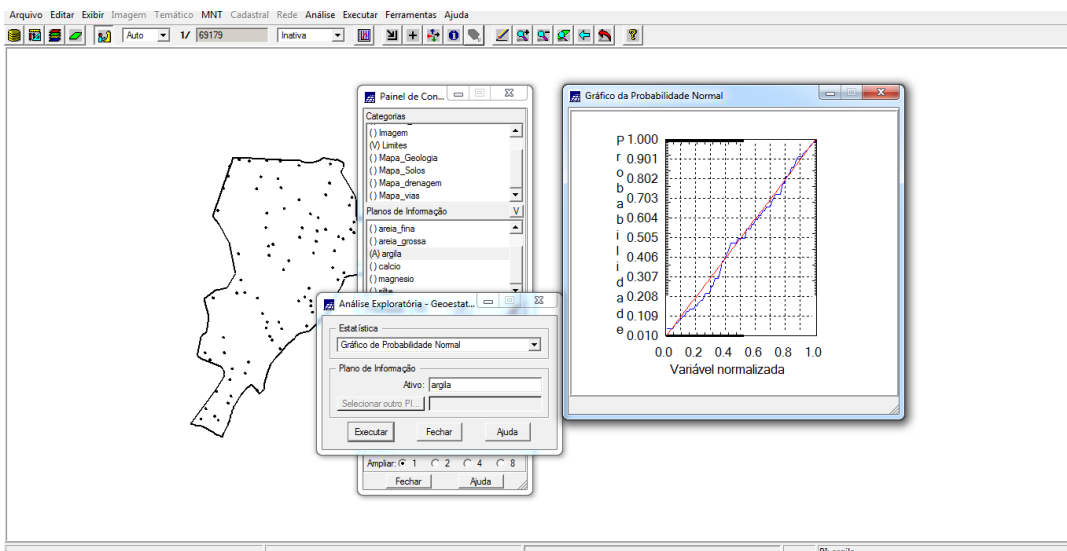 Arquivo Editar Exibir Imagem Temático MNT Cadastral Rede Análise Executar Ferramentas Ajuda
Auto 1/ 69179 Inativa
Painel de Con...
Categorias
() Imagem
(V) Limites
() Mapa_Geologia
() Mapa_Solos
() Mapa_drenagem
() Mapa_vias
Planos de Informação V
() areia_fina
() areia_grossa
(A) argila
() calcio
() magnesio
Análise Exploratória - Geoestat...
Estatística
Gráfico de Probabilidade Normal
Plano de Informação
Ativo: argila
Selecionar outro PI...
Executar Fechar Ajuda
Ampliar: 1 2 4 8
Fechar Ajuda
Gráfico da Probabilidade Normal
Probabilidade
1.000
0.901
0.802
0.703
0.604
0.505
0.406
0.307
0.208
0.109
0.010
0.0 0.2 0.4 0.6 0.8 1.0
Variável normalizada